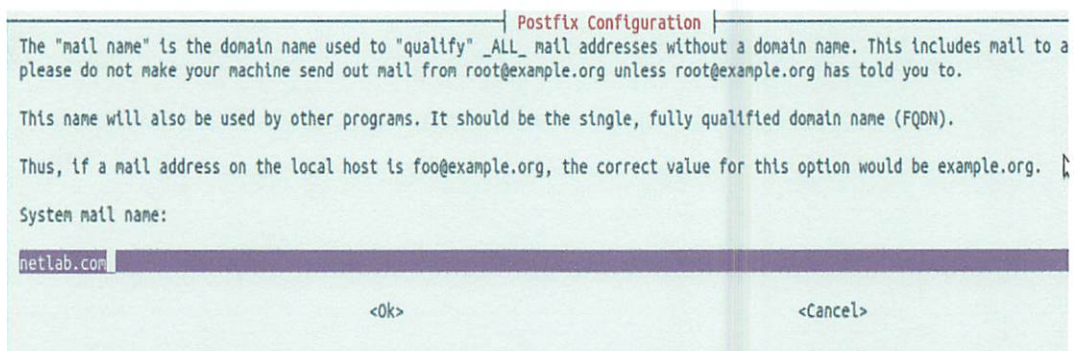 Postfix Configuration
The "mail name" is the domain name used to "qualify" _ALL_ mail addresses without a domain name. This includes mail to a
please do not make your machine send out mail from root@example.org unless root@example.org has told you to.
This name will also be used by other programs. It should be the single, fully qualified domain name (FQDN).
Thus, if a mail address on the local host is foo@example.org, the correct value for this option would be example.org.
System mail name:
netlab.com
<Ok> <Cancel>